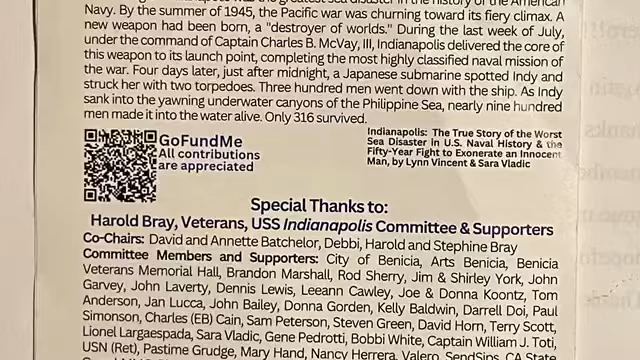 was the greatest sea disaster in the history of the American
Navy. By the summer of 1945, the Pacific war was churning toward its fiery climax. A
new weapon had been born, a "destroyer of worlds." During the last week of July,
under the command of Captain Charles B. McVay, III, Indianapolis delivered the core of
this weapon to its launch point, completing the most highly classified naval mission of
the war. Four days later, just after midnight, a Japanese submarine spotted Indy and
struck her with two torpedoes. Three hundred men went down with the ship. As Indy
sank into the yawning underwater canyons of the Philippine Sea, nearly nine hundred
men made it into the water alive. Only 316 survived.
GoFundMe
All contributions
are appreciated
Indianapolis: The True Story of the Worst
Sea Disaster in U.S. Naval History & the
Fifty-Year Fight to Exonerate an Innocent
Man, by Lynn Vincent & Sara Vladic
Special Thanks to:
Harold Bray, Veterans, USS Indianapolis Committee & Supporters
Co-Chairs: David and Annette Batchelor, Debbi, Harold and Stephine Bray
Committee Members and Supporters: City of Benicia, Arts Benicia, Benicia
Veterans Memorial Hall, Brandon Marshall, Rod Sherry, Jim & Shirley York, John
Garvey, John Laverty, Dennis Lewis, Leeann Cawley, Joe & Donna Koontz, Tom
Anderson, Jan Lucca, John Bailey, Donna Gorden, Kelly Baldwin, Darrell Doi, Paul
Simonson, Charles (EB) Cain, Sam Peterson, Steven Green, David Horn, Terry Scott,
Lionel Largaespada, Sara Vladic, Gene Pedrotti, Bobbi White, Captain William J. Toti,
USN (Ret), Pastime Grudge, Mary Hand, Nancy Herrera, Valero, SendSips, CA State